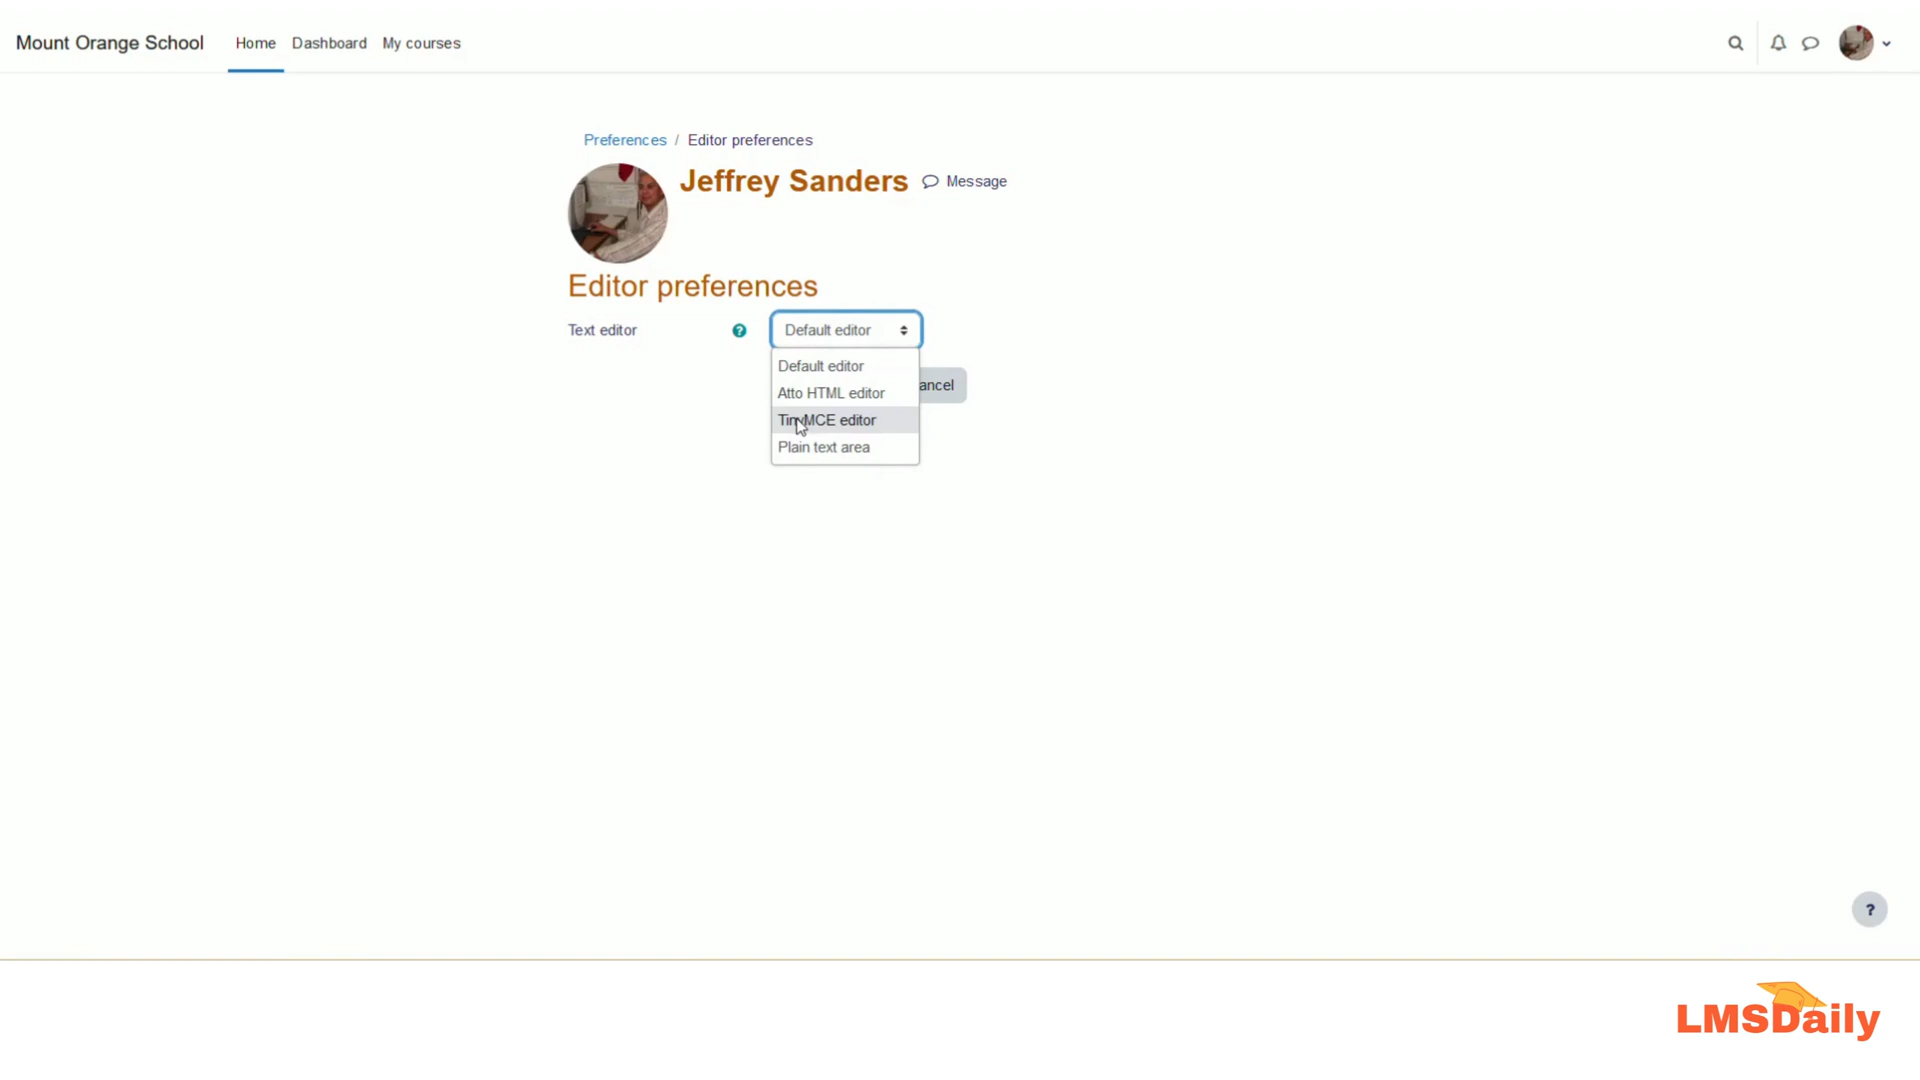 Mount Orange School Home Dashboard My courses
Preferences / Editor preferences
Jeffrey Sanders Message
Editor preferences
Text editor ? Default editor
Default editor
Atto HTML editor
ancel
TinyMCE editor
Plain text area
?
LMSDaily